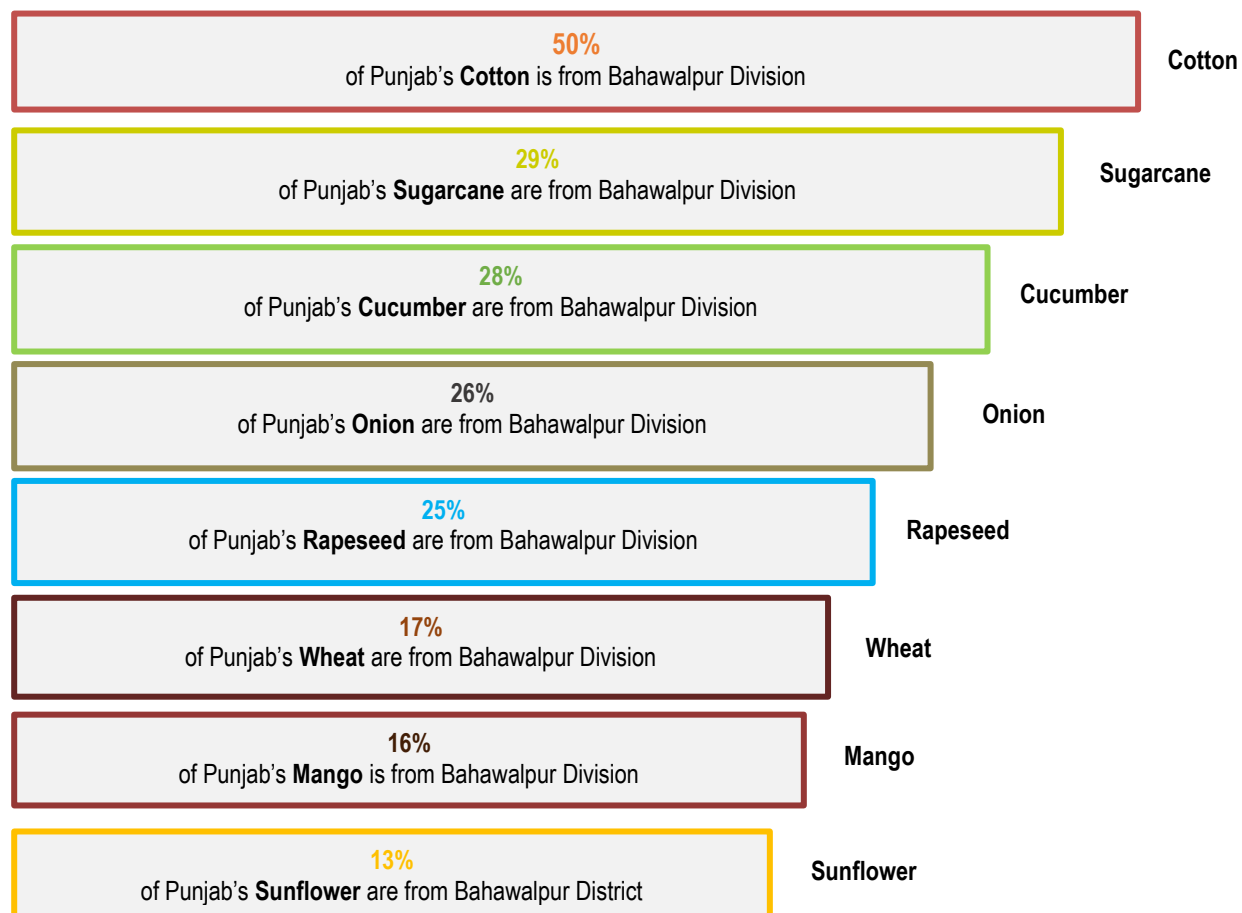 50%
of Punjab’s Cotton is from Bahawalpur Division
Cotton
29%
of Punjab’s Sugarcane are from Bahawalpur Division
Sugarcane
28%
of Punjab’s Cucumber are from Bahawalpur Division
Cucumber
26%
of Punjab’s Onion are from Bahawalpur Division
Onion
25%
of Punjab’s Rapeseed are from Bahawalpur Division
Rapeseed
17%
of Punjab’s Wheat are from Bahawalpur Division
Wheat
16%
of Punjab’s Mango is from Bahawalpur Division
Mango
13%
of Punjab’s Sunflower are from Bahawalpur District
Sunflower